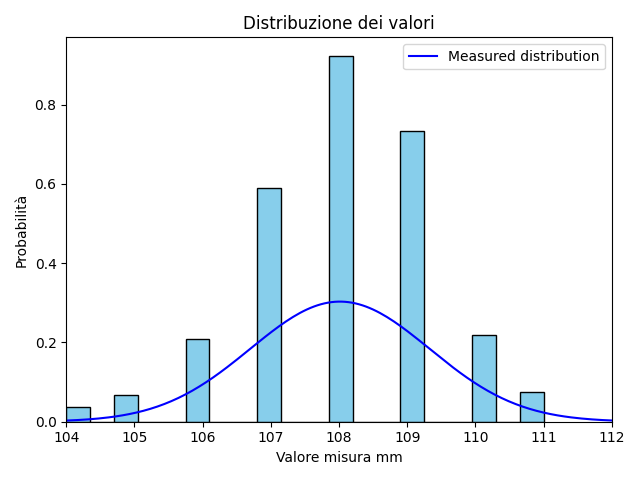 Distribuzione dei valori
Measured distribution
Probabilità
0.8
0.6
0.4
0.2
0.0
104 105 106 107 108 109 110 111 112
Valore misura mm